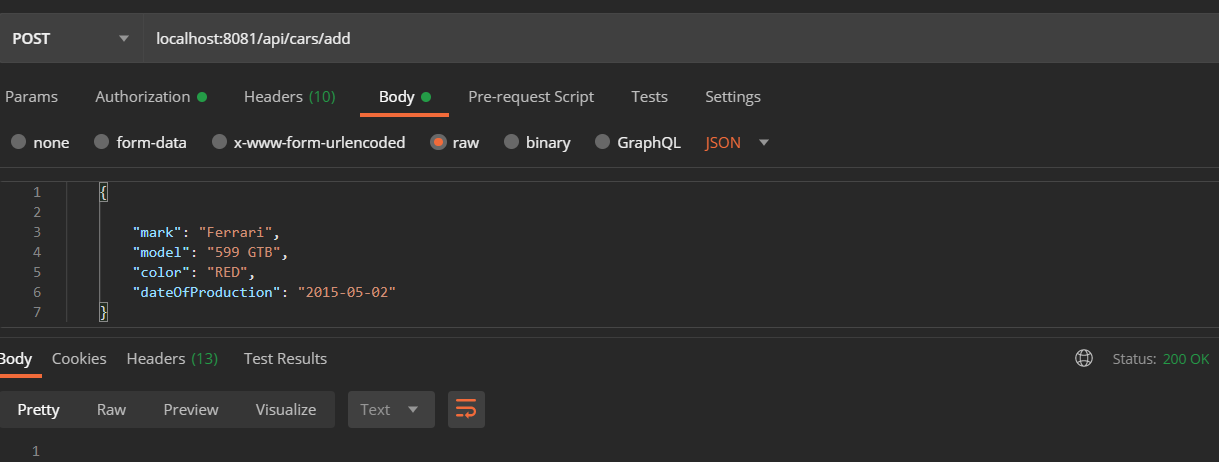 POST localhost:8081/api/cars/add
Params Authorization Headers (10) Body Pre-request Script Tests Settings
none form-data x-www-form-urlencoded raw binary GraphQL JSON
1 {
2
3 "mark": "Ferrari",
4 "model": "599 GTB",
5 "color": "RED",
6 "dateOfProduction": "2015-05-02"
7 }
Body Cookies Headers (13) Test Results Status: 200 OK
Pretty Raw Preview Visualize Text
1